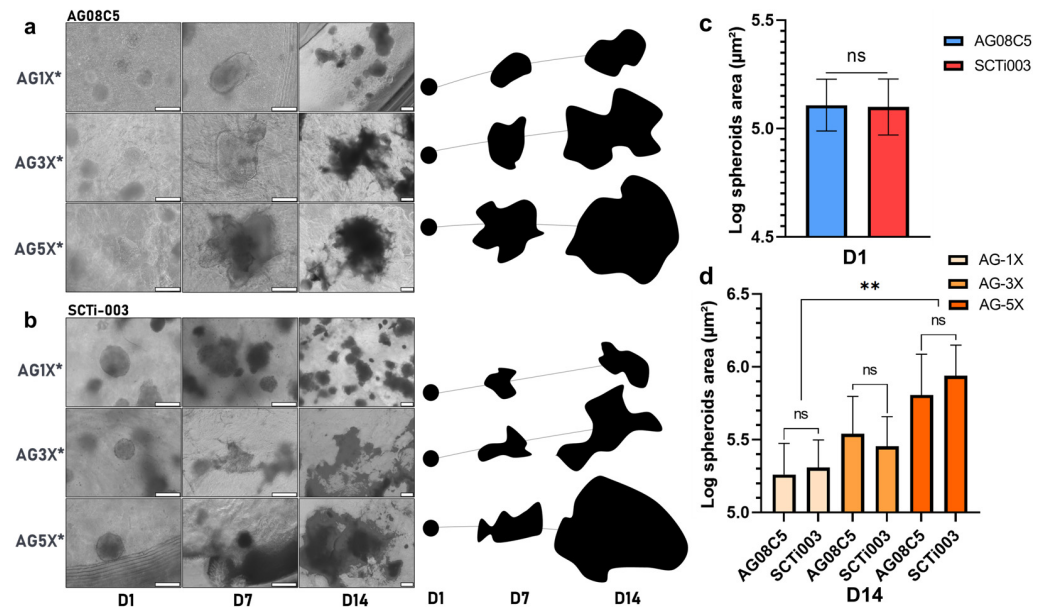 a
AG08C5
AG1X*
AG3X*
AG5X*
b
SCTi-003
AG1X*
AG3X*
AG5X*
D1 D7 D14 D1 D7 D14
c
Log spheroids area (µm²)
5.5
5.0
4.5
ns
D1
AG08C5
SCTi003
d
Log spheroids area (µm²)
6.5
6.0
5.5
5.0
**
ns
ns
ns
AG-1X
AG-3X
AG-5X
AG08C5
SCTi003
AG08C5
SCTi003
AG08C5
SCTi003
D14